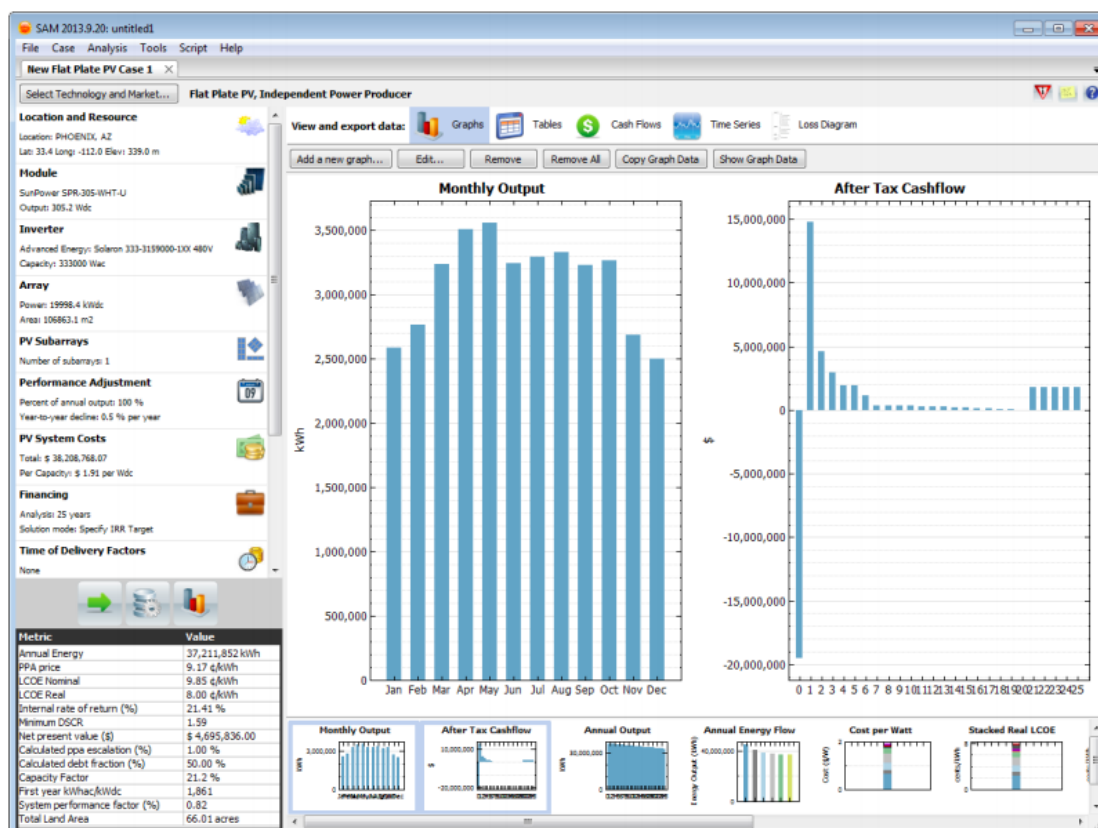 SAM 2013.9.20: untitled1
File Case Analysis Tools Script Help
New Flat Plate PV Case 1
Select Technology and Market... Flat Plate PV, Independent Power Producer
Location and Resource
Location: PHOENIX, AZ
Lat: 33.4 Long: -112.0 Elev: 339.0 m
Module
SunPower SPR-305-WHT-U
Output: 305.2 Wdc
Inverter
Advanced Energy: Solaron 333-3159000-1XX 480V
Capacity: 333000 Wac
Array
Power: 19998.4 kWdc
Area: 106863.1 m2
PV Subarrays
Number of subarrays: 1
Performance Adjustment
Percent of annual output: 100 %
Year-to-year decline: 0.5 % per year
09
PV System Costs
Total: $ 38,208,768.07
Per Capacity: $ 1.91 per Wdc
Financing
Analysis: 25 years
Solution mode: Specify IRR Target
Time of Delivery Factors
None
Metric Value
Annual Energy 37,211,852 kWh
PPA price 9.17 ¢/kWh
LCOE Nominal 9.85 ¢/kWh
LCOE Real 8.00 ¢/kWh
Internal rate of return (%) 21.41 %
Minimum DSCR 1.59
Net present value ($) $ 4,695,836.00
Calculated ppa escalation (%) 1.00 %
Calculated debt fraction (%) 50.00 %
Capacity Factor 21.2 %
First year kWhac/kWdc 1,861
System performance factor (%) 0.82
Total Land Area 66.01 acres
View and export data: Graphs Tables Cash Flows Time Series Loss Diagram
Add a new graph... Edit... Remove Remove All Copy Graph Data Show Graph Data
Monthly Output
3,500,000
3,000,000
2,500,000
2,000,000
1,500,000
1,000,000
500,000
0
kWh
Jan Feb Mar Apr May Jun Jul Aug Sep Oct Nov Dec
After Tax Cashflow
15,000,000
10,000,000
5,000,000
0
-5,000,000
-10,000,000
-15,000,000
-20,000,000
$
0 1 2 3 4 5 6 7 8 9 10 11 12 13 14 15 16 17 18 19 20 21 22 23 24 25
Monthly Output
3,000,000
0
kWh
After Tax Cashflow
10,000,000
-20,000,000
$
Annual Output
30,000,000
0
kWh
Annual Energy Flow
40,000,000
0
Energy Output (kWh)
Cost per Watt
2
0
Cost ($/W)
Stacked Real LCOE
0
cents/kWh